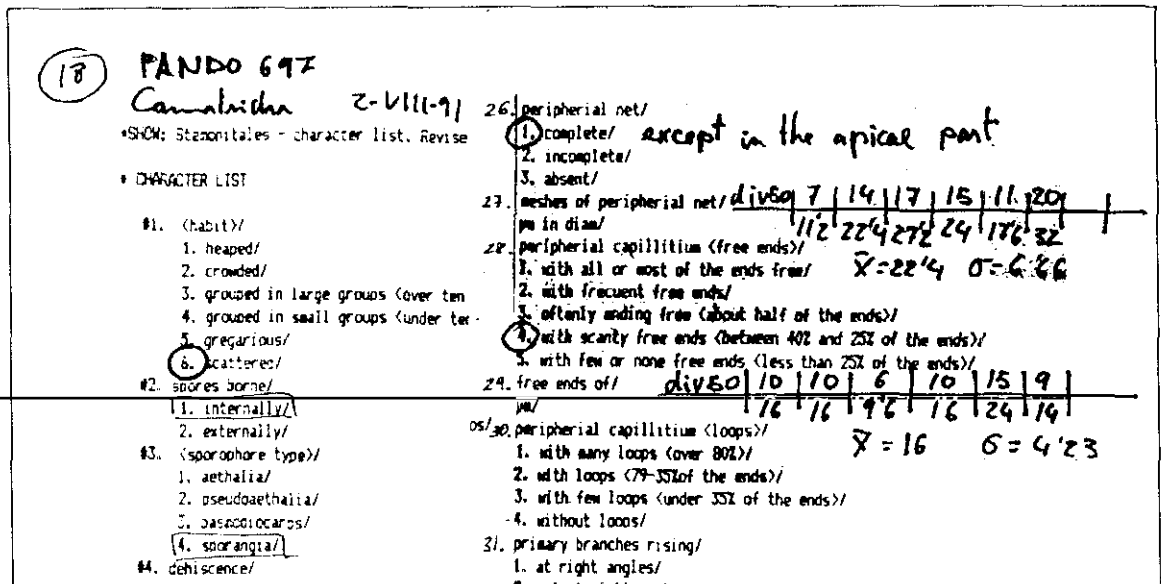 18 PANDO 697
Comatricha 2-VIII-91
*SHOW: Stemonitales - character list. Revise
* CHARACTER LIST
#1. <habit>/
1. heaped/
2. crowded/
3. grouped in large groups <over ten
4. grouped in small groups <under ten
5. gregarious/
6. scattered/
#2. spores borne/
1. internally/
2. externally/
#3. <sporophore type>/
1. aethalia/
2. pseudoaethalia/
3.
4. sporangia/
#4. dehiscence/
26. peripherial net/
1. complete/ except in the apical part
2. incomplete/
3. absent/
27. meshes of peripherial net/ div50 7 14 17 15 11 20
µm in diam/ 11'2 22'4 27'2 24 17'6 32
28. peripherial capillitium <free ends>/
1. with all or most of the ends free/ x̄=22'4 σ=6'86
2. with frecuent free ends/
3. oftenly ending free <about half of the ends>/
4. with scanty free ends <between 40% and 25% of the ends>/
5. with few or none free ends <less than 25% of the ends>/
29. free ends of/ div50 10 10 6 10 15 9
µm/ 16 16 9'6 16 24 14
30. peripherial capillitium <loops>/ x̄=16 σ=4'23
1. with many loops <over 80%>/
2. with loops <79-35%of the ends>/
3. with few loops <under 35% of the ends>/
4. without loops/
31. primary branches rising/
1. at right angles/